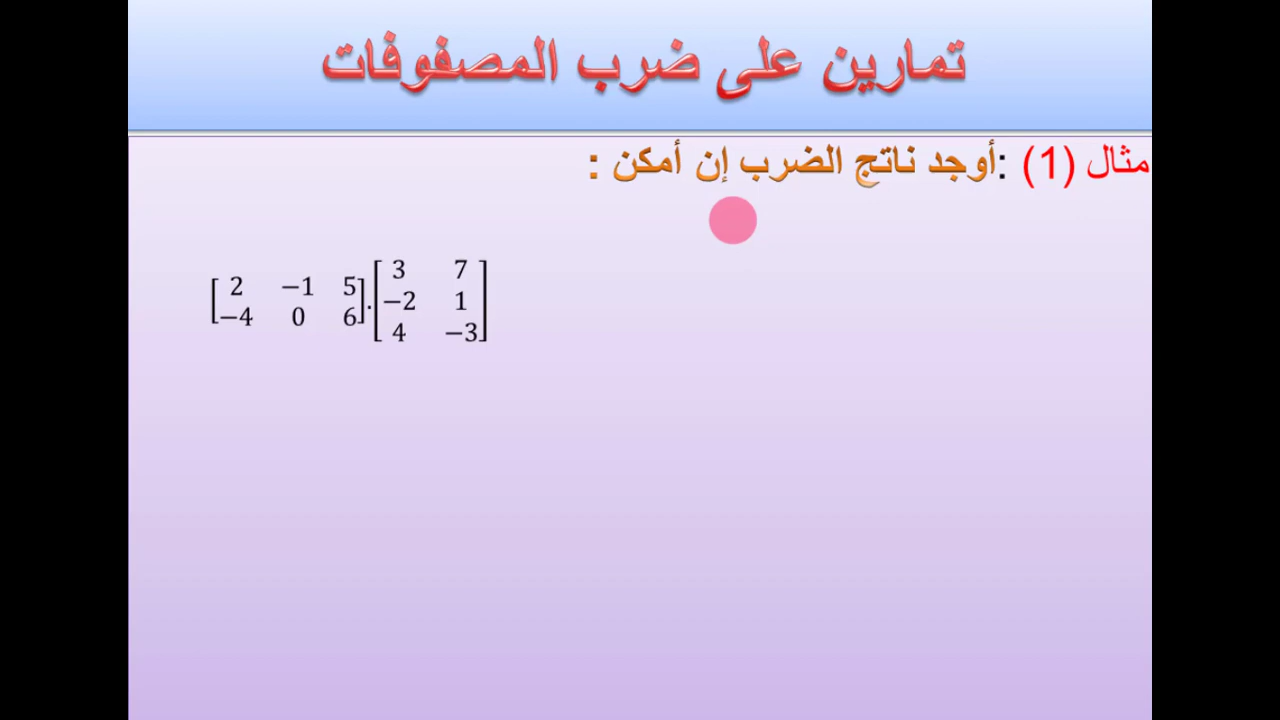 تمارين على ضرب المصفوفات
مثال (1) :أوجد ناتج الضرب إن أمكن :
[2 −1 5
−4 0 6].[3 7
−2 1
4 −3]